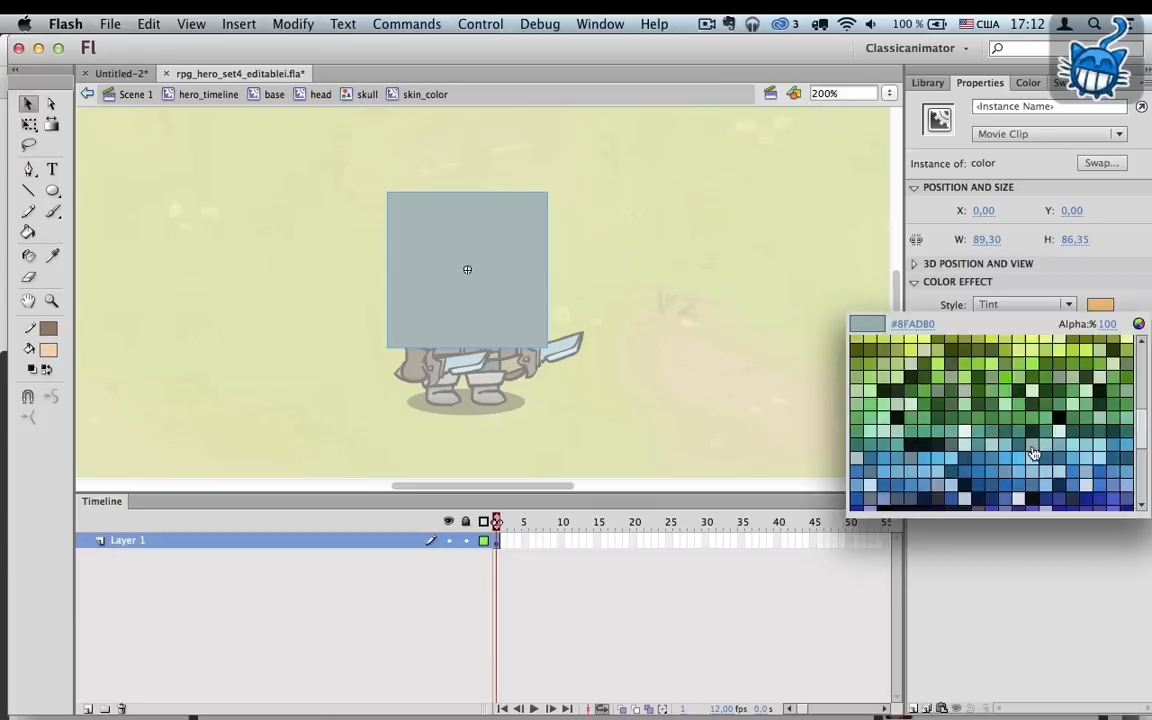 Flash File Edit View Insert Modify Text Commands Control Debug Window Help 3 100 % США 17:12
Fl Classicanimator
Untitled-2* rpg_hero_set4_editablei.fla*
Library Properties Color
Scene 1 hero_timeline base head skull skin_color 200%
<Instance Name>
Movie Clip
Instance of: color Swap...
POSITION AND SIZE
X: 0,00 Y: 0,00
W: 89,30 H: 86,35
3D POSITION AND VIEW
COLOR EFFECT
Style: Tint
#8FADB0 Alpha:% 100
Timeline
5 10 15 20 25 30 35 40 45 50
Layer 1
1 12,00 fps 0,0 s